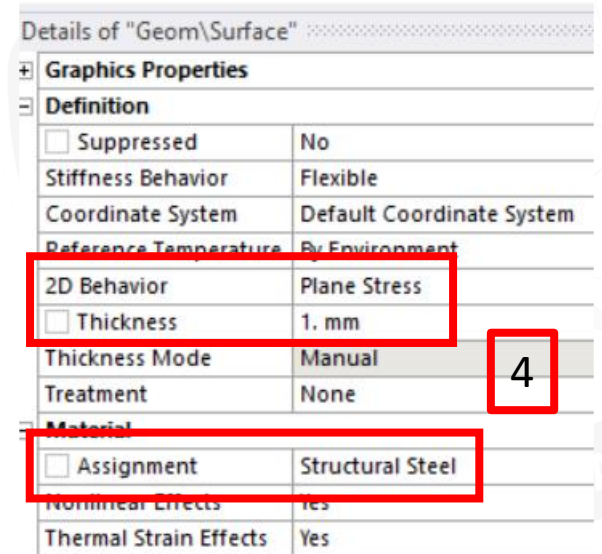 Details of "Geom\Surface"
Graphics Properties
Definition
Suppressed No
Stiffness Behavior Flexible
Coordinate System Default Coordinate System
Reference Temperature By Environment
2D Behavior Plane Stress
Thickness 1. mm
Thickness Mode Manual
4
Treatment None
Material
Assignment Structural Steel
Nonlinear Effects Yes
Thermal Strain Effects Yes